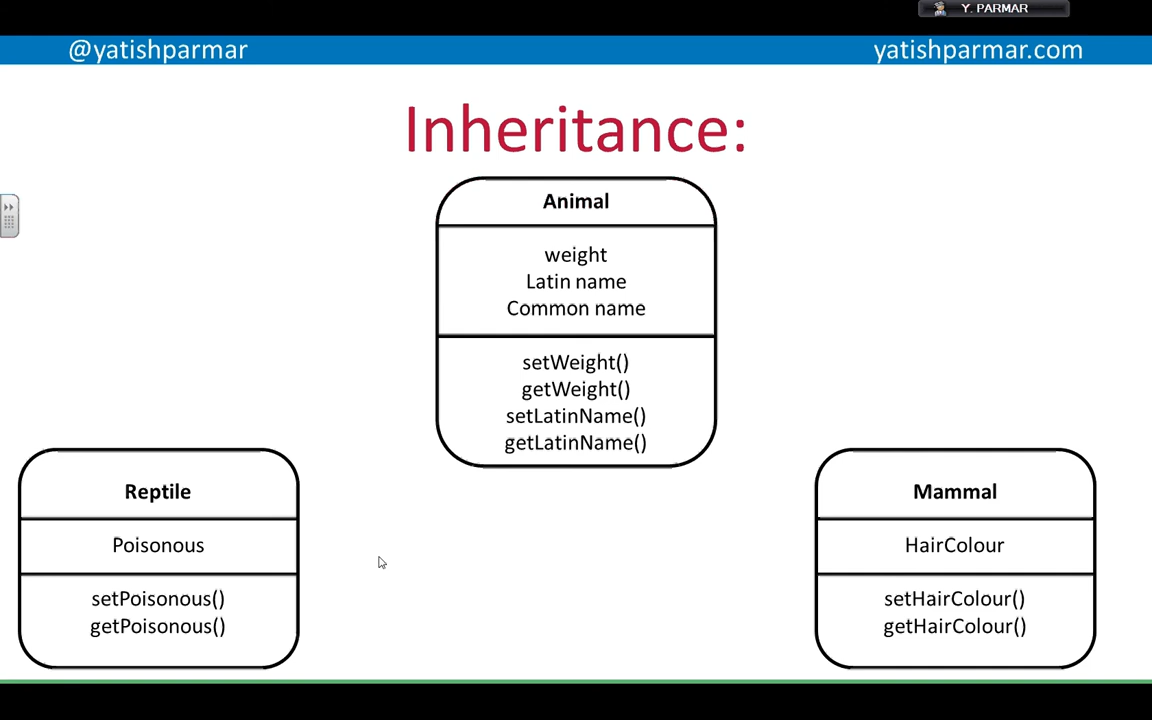 Y. PARMAR
@yatishparmar
yatishparmar.com
Inheritance:
Animal
weight
Latin name
Common name
setWeight()
getWeight()
setLatinName()
getLatinName()
Reptile
Poisonous
setPoisonous()
getPoisonous()
Mammal
HairColour
setHairColour()
getHairColour()